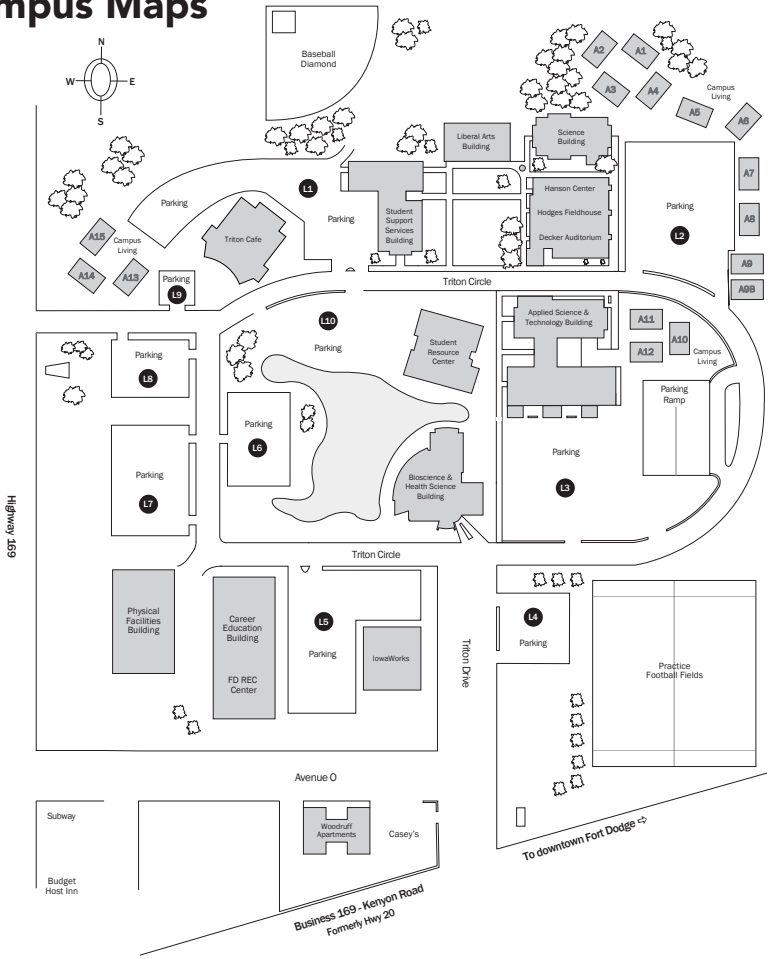 mpus Maps
N
W
E
S
Baseball
Diamond
A2
A1
A3
A4
Campus
Living
A5
A6
Liberal Arts
Building
Science
Building
L1
Parking
Parking
Student
Support
Services
Building
Hanson Center
Hodges Fieldhouse
Decker Auditorium
Parking
L2
A7
A8
A9
A9B
A15
Campus
Living
A14
A13
Triton Cafe
Parking
L9
Triton Circle
L10
Parking
Student
Resource
Center
Applied Science &
Technology Building
A11
A10
A12
Campus
Living
Parking
L8
Parking
Ramp
Parking
L6
Parking
L3
Parking
L7
Bioscience &
Health Science
Building
Highway 169
Triton Circle
Physical
Facilities
Building
Career
Education
Building
FD REC
Center
L5
Parking
IowaWorks
Triton Drive
L4
Parking
Practice
Football Fields
Avenue O
Subway
Budget
Host Inn
Woodruff
Apartments
Casey's
To downtown Fort Dodge ⇨
Business 169 - Kenyon Road
Formerly Hwy 20